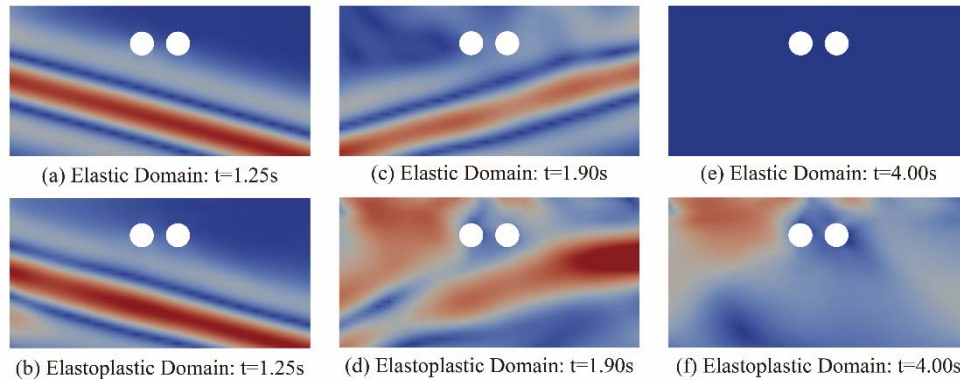 (a) Elastic Domain: t=1.25s
(c) Elastic Domain: t=1.90s
(e) Elastic Domain: t=4.00s
(b) Elastoplastic Domain: t=1.25s
(d) Elastoplastic Domain: t=1.90s
(f) Elastoplastic Domain: t=4.00s